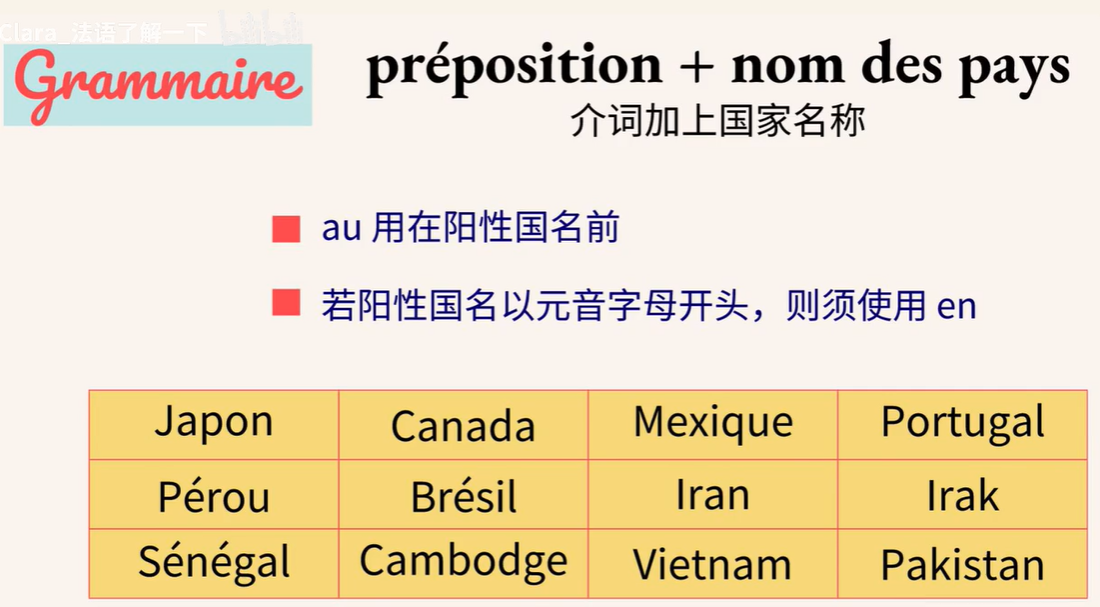 Clara_法语了解一下 bilibili
Grammaire
préposition + nom des pays
介词加上国家名称
au 用在阳性国名前
若阳性国名以元音字母开头，则须使用 en
Japon Canada Mexique Portugal
Pérou Brésil Iran Irak
Sénégal Cambodge Vietnam Pakistan